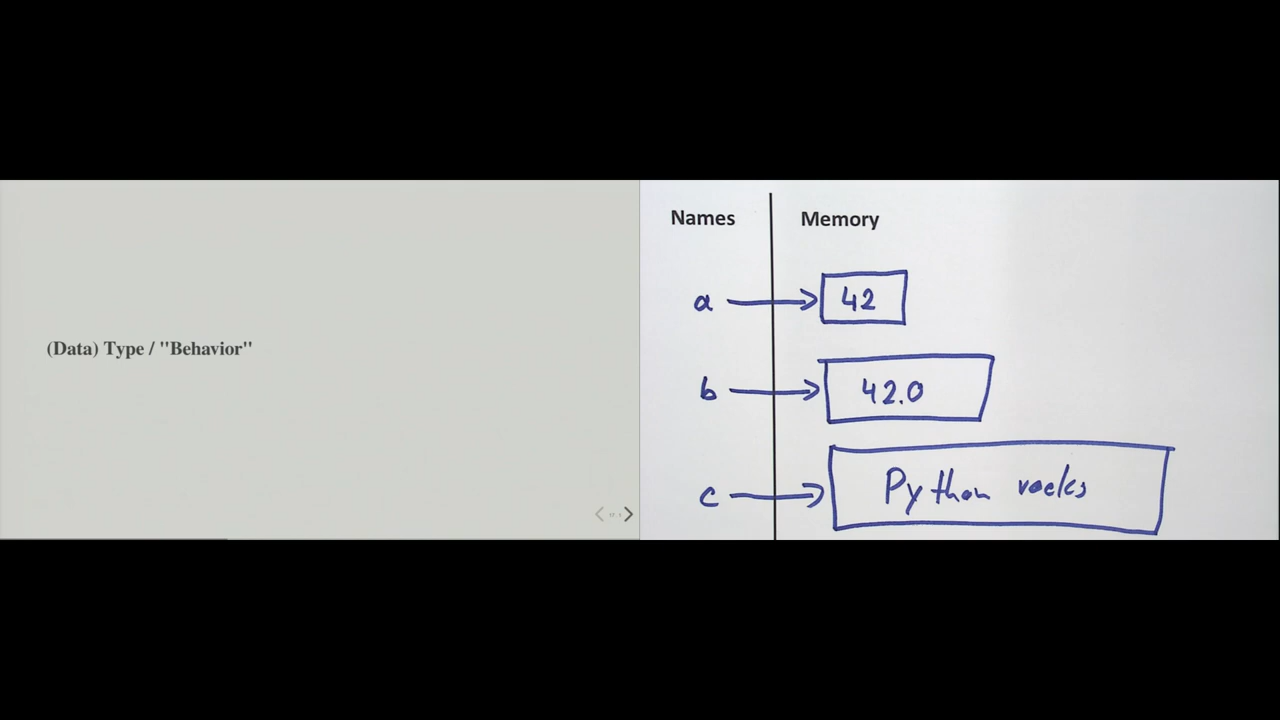 (Data) Type / "Behavior"
Names
Memory
a
42
b
42.0
c
Python rocks